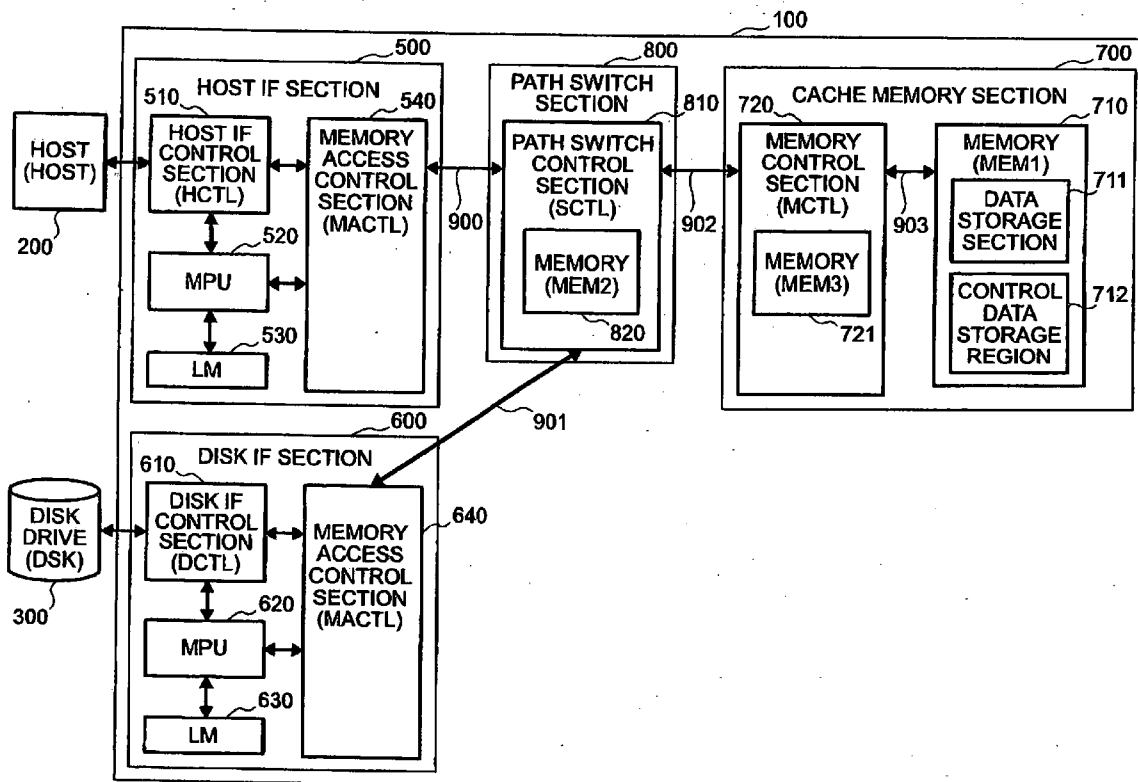 100
500
HOST IF SECTION
510
540
HOST IF
CONTROL
SECTION
(HCTL)
MEMORY
ACCESS
CONTROL
SECTION
(MACTL)
HOST
(HOST)
200
520
MPU
530
LM
900
800
PATH SWITCH
SECTION
810
PATH SWITCH
CONTROL
SECTION
(SCTL)
MEMORY
(MEM2)
820
902
901
700
CACHE MEMORY SECTION
720
710
MEMORY
CONTROL
SECTION
(MCTL)
MEMORY
(MEM3)
721
903
MEMORY
(MEM1)
711
DATA
STORAGE
SECTION
712
CONTROL
DATA
STORAGE
REGION
600
DISK IF SECTION
610
640
DISK IF
CONTROL
SECTION
(DCTL)
MEMORY
ACCESS
CONTROL
SECTION
(MACTL)
DISK
DRIVE
(DSK)
300
620
MPU
630
LM